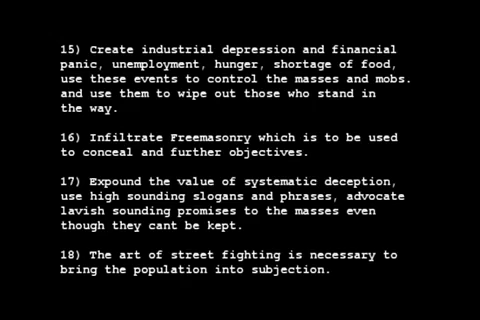 15) Create industrial depression and financial
panic, unemployment, hunger, shortage of food,
use these events to control the masses and mobs.
and use them to wipe out those who stand in
the way.
16) Infiltrate Freemasonry which is to be used
to conceal and further objectives.
17) Expound the value of systematic deception,
use high sounding slogans and phrases, advocate
lavish sounding promises to the masses even
though they cant be kept.
18) The art of street fighting is necessary to
bring the population into subjection.